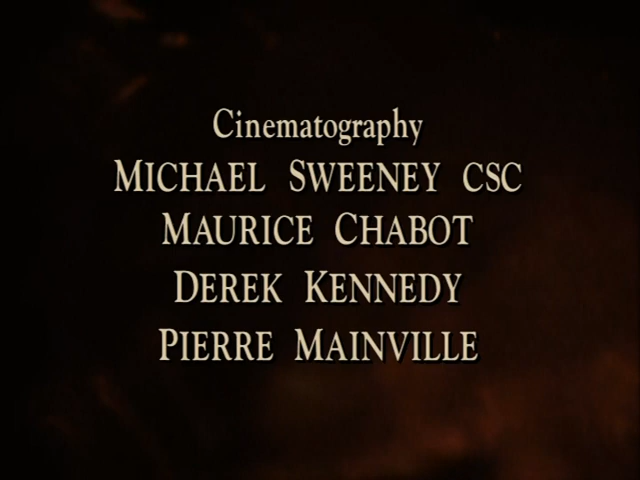 Cinematography
MICHAEL SWEENEY CSC
MAURICE CHABOT
DEREK KENNEDY
PIERRE MAINVILLE